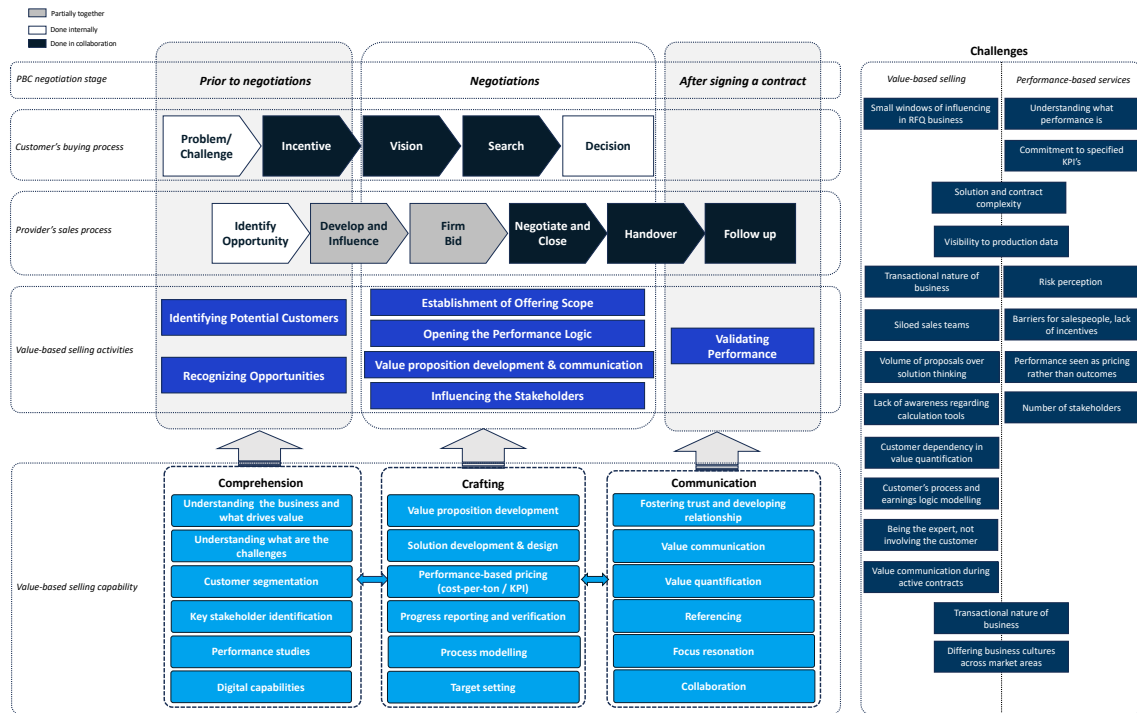 Partially together
Done internally
Done in collaboration
PBC negotiation stage
Prior to negotiations
Negotiations
After signing a contract
Customer's buying process
Problem/
Challenge
Incentive
Vision
Search
Decision
Provider's sales process
Identify
Opportunity
Develop and
Influence
Firm
Bid
Negotiate and
Close
Handover
Follow up
Value-based selling activities
Identifying Potential Customers
Recognizing Opportunities
Establishment of Offering Scope
Opening the Performance Logic
Value proposition development & communication
Influencing the Stakeholders
Validating
Performance
Value-based selling capability
Comprehension
Understanding the business and
what drives value
Understanding what are the
challenges
Customer segmentation
Key stakeholder identification
Performance studies
Digital capabilities
Crafting
Value proposition development
Solution development & design
Performance-based pricing
(cost-per-ton / KPI)
Progress reporting and verification
Process modelling
Target setting
Communication
Fostering trust and developing
relationship
Value communication
Value quantification
Referencing
Focus resonation
Collaboration
Challenges
Value-based selling
Performance-based services
Small windows of influencing
in RFQ business
Understanding what
performance is
Commitment to specified
KPI's
Solution and contract
complexity
Visibility to production data
Transactional nature of
business
Risk perception
Siloed sales teams
Barriers for salespeople, lack
of incentives
Volume of proposals over
solution thinking
Performance seen as pricing
rather than outcomes
Lack of awareness regarding
calculation tools
Number of stakeholders
Customer dependency in
value quantification
Customer's process and
earnings logic modelling
Being the expert, not
involving the customer
Value communication during
active contracts
Transactional nature of
business
Differing business cultures
across market areas